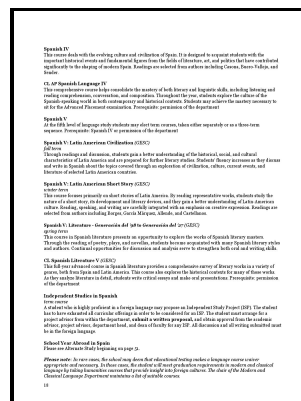 Spanish IV
This course deals with the evolving culture and civilization of Spain. It is designed to acquaint students with the
important historical events and fundamental figures from the fields of literature, art, and politics that have contributed
significantly to the shaping of modern Spain. Readings are selected from authors including Casona, Buero Vallejo, and
Sender.
CL AP Spanish Language IV
This comprehensive course helps consolidate the mastery of both literary and linguistic skills, including listening and
reading comprehension, conversation, and composition. Throughout the year, students explore the culture of the
Spanish-speaking world in both contemporary and historical contexts. Students may achieve the mastery necessary to
sit for the Advanced Placement examination. Prerequisite: permission of the department
Spanish V
At the fifth level of language study students may elect term courses, taken either separately or as a three-term
sequence. Prerequisite: Spanish IV or permission of the department
Spanish V: Latin American Civilization (GESC)
fall term
Through readings and discussion, students gain a better understanding of the historical, social, and cultural
characteristics of Latin America and are prepared for further literary studies. Students' fluency increases as they discuss
and write in Spanish about the topics covered through an exploration of civilization, culture, current events, and
literature of selected Latin American countries.
Spanish V: Latin American Short Story (GESC)
winter term
This course focuses primarily on short stories of Latin America. By reading representative works, students study the
nature of a short story, its development and literary devices, and they gain a better understanding of Latin American
culture. Reading, speaking, and writing are carefully integrated with an emphasis on creative expression. Readings are
selected from authors including Borges, García Márquez, Allende, and Castellanos.
Spanish V: Literature - Generación del '98 to Generación del '27 (GESC)
spring term
This course in Spanish literature presents an opportunity to explore the works of Spanish literary masters.
Through the reading of poetry, plays, and novellas, students become acquainted with many Spanish literary styles
and authors. Continual opportunities for discussion and analysis serve to strengthen both oral and writing skills.
CL Spanish Literature V (GESC)
This full-year advanced course in Spanish literature provides a comprehensive survey of literary works in a variety of
genres, both from Spain and Latin America. This course also explores the historical contexts for many of these works
As they analyze literature in detail, students write critical essays and make oral presentations. Prerequisite: permission
of the department
Independent Studies in Spanish
term course
A student who is highly proficient in a foreign language may propose an Independent Study Project (ISP). The student
has to have exhausted all curricular offerings in order to be considered for an ISP. The student must arrange for a
project advisor from within the department, submit a written proposal, and obtain approval from the academic
advisor, project advisor, department head, and dean of faculty for any ISP. All discussion and all writing submitted must
be in the foreign language.
School Year Abroad in Spain
Please see Alternate Study beginning on page 51.
Please note: In rare cases, the school may deem that educational testing makes a language course waiver
appropriate and necessary. In those cases, the student will meet graduation requirements in modern and classical
language by taking humanities courses that provide insight into foreign cultures. The chair of the Modern and
Classical Language Department maintains a list of suitable courses.